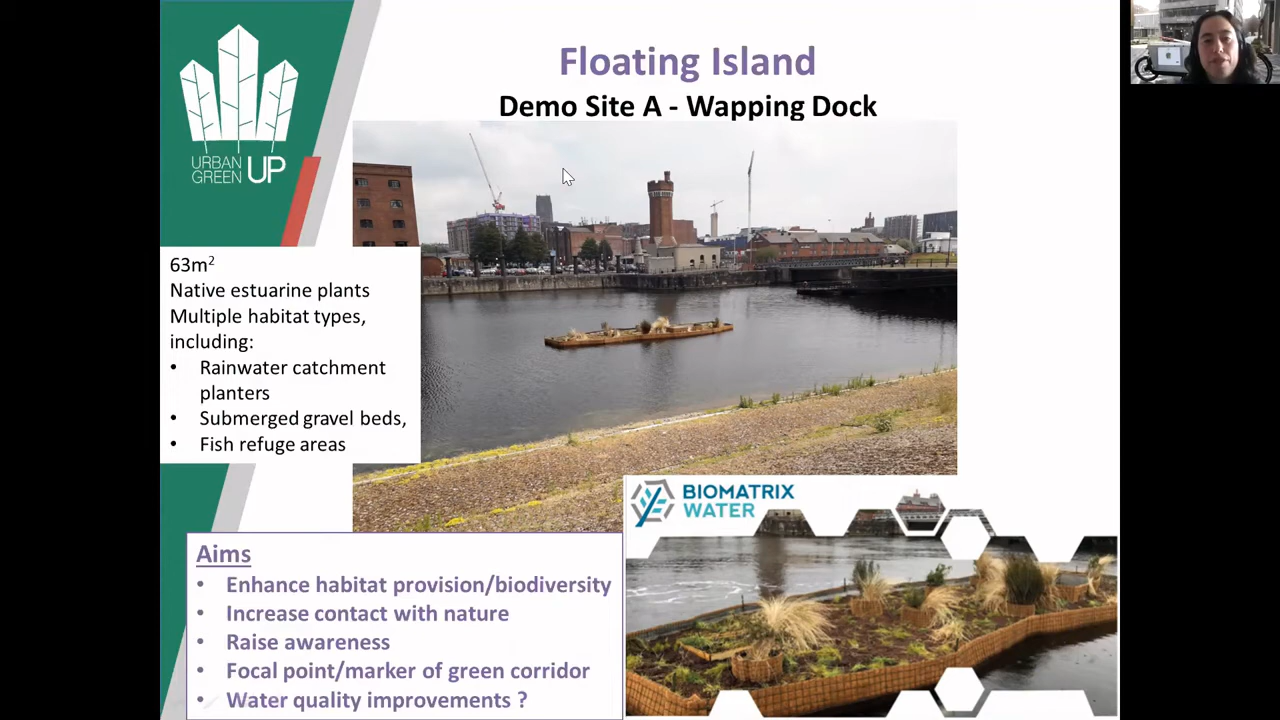 Floating Island
Demo Site A - Wapping Dock
URBAN
GREEN UP
63m²
Native estuarine plants
Multiple habitat types,
including:
• Rainwater catchment
planters
• Submerged gravel beds,
• Fish refuge areas
BIOMATRIX
WATER
Aims
• Enhance habitat provision/biodiversity
• Increase contact with nature
• Raise awareness
• Focal point/marker of green corridor
• Water quality improvements ?